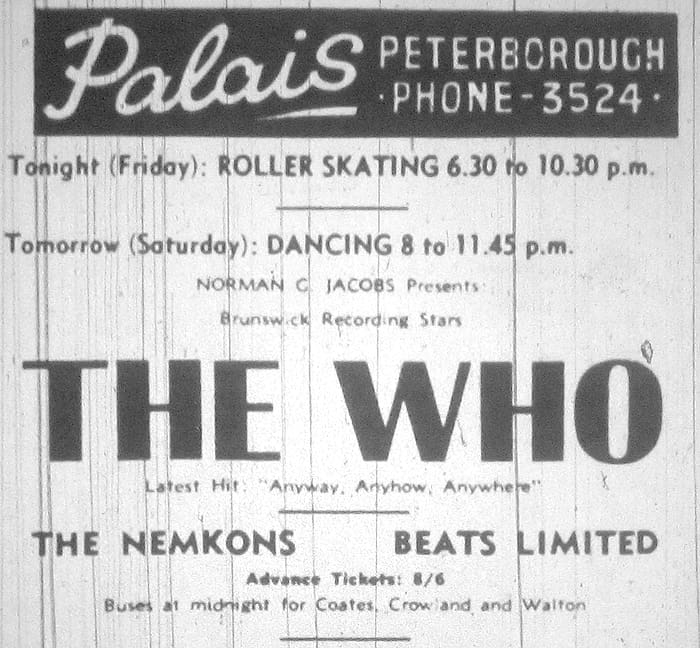 Palais PETERBOROUGH
·PHONE-3524·
Tonight (Friday): ROLLER SKATING 6.30 to 10.30 p.m.
Tomorrow (Saturday): DANCING 8 to 11.45 p.m.
NORMAN C. JACOBS Presents
Brunswick Recording Stars
THE WHO
Latest Hit: "Anyway, Anyhow, Anywhere"
THE NEMKONS BEATS LIMITED
Advance Tickets: 8/6
Buses at midnight for Coates, Crowland and Walton